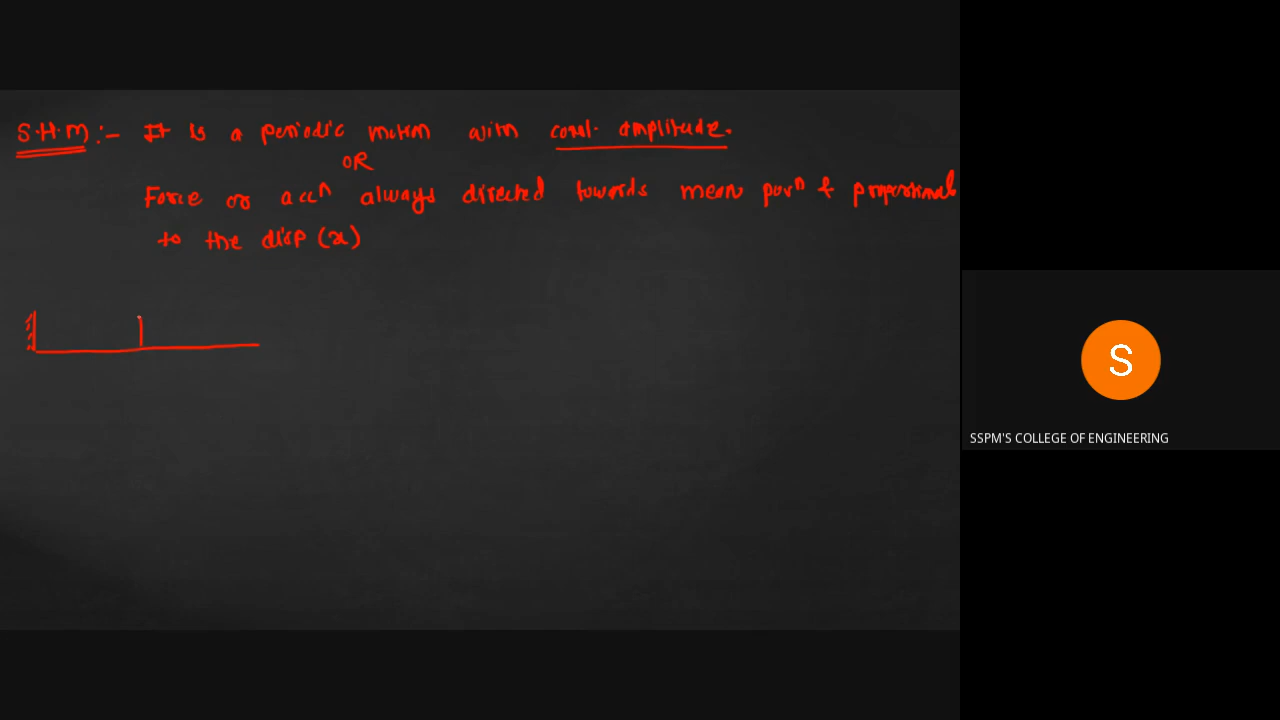 S.H.M :- It is a periodic motion with const. amplitude.
OR
Force or accⁿ always directed towards mean posⁿ & proportional
to the disp (x)
S
SSPM'S COLLEGE OF ENGINEERING